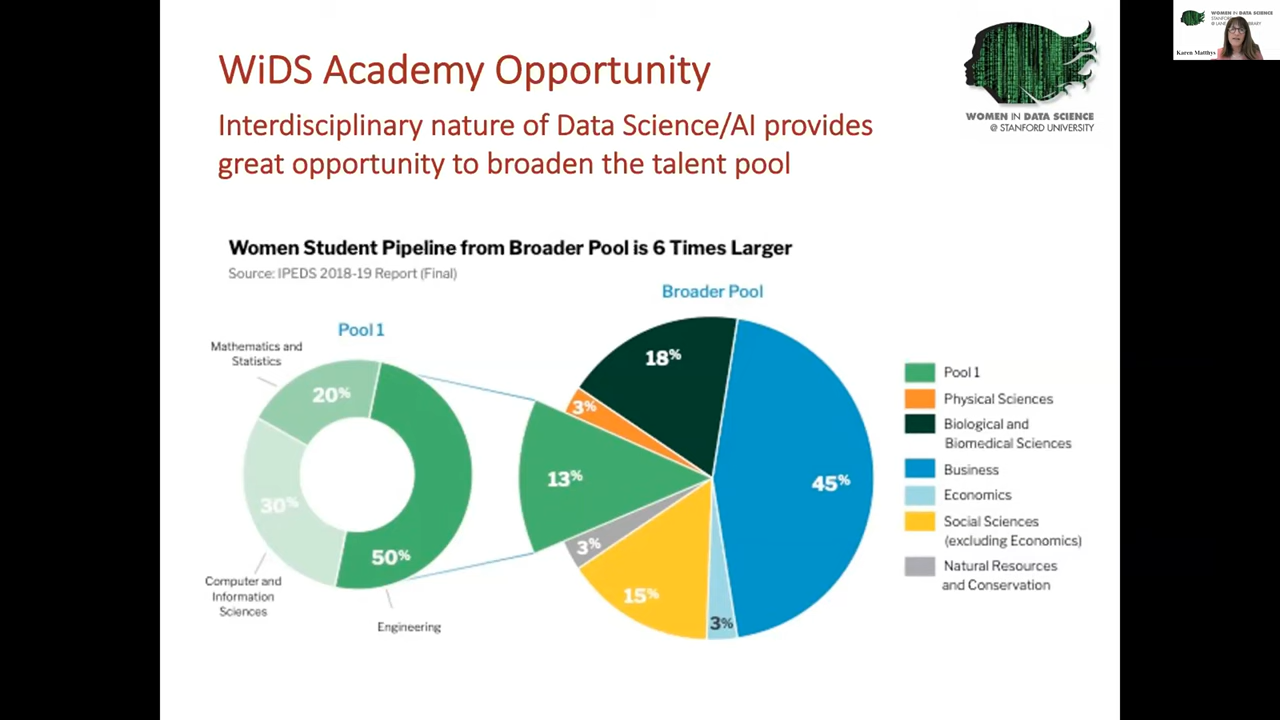 WiDS Academy Opportunity
Interdisciplinary nature of Data Science/AI provides
great opportunity to broaden the talent pool
WOMEN IN DATA SCIENCE
@ STANFORD UNIVERSITY
WOMEN IN DATA SCIENCE
Karen Matthys
Women Student Pipeline from Broader Pool is 6 Times Larger
Source: IPEDS 2018-19 Report (Final)
Pool 1
Mathematics and
Statistics
20%
30%
50%
Computer and
Information
Sciences
Engineering
Broader Pool
18%
3%
13%
3%
15%
3%
45%
Pool 1
Physical Sciences
Biological and
Biomedical Sciences
Business
Economics
Social Sciences
(excluding Economics)
Natural Resources
and Conservation